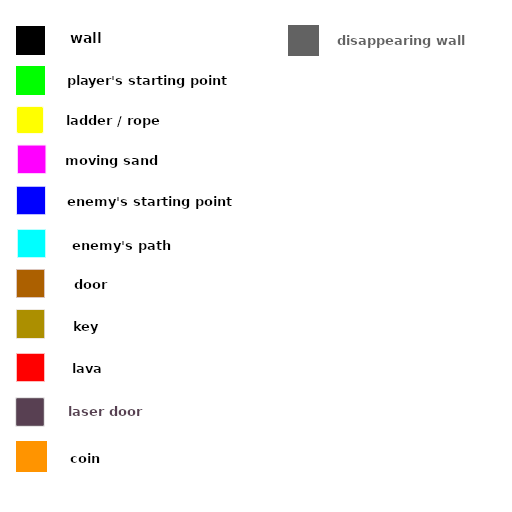 wall
disappearing wall
player's starting point
ladder / rope
moving sand
enemy's starting point
enemy's path
door
key
lava
laser door
coin